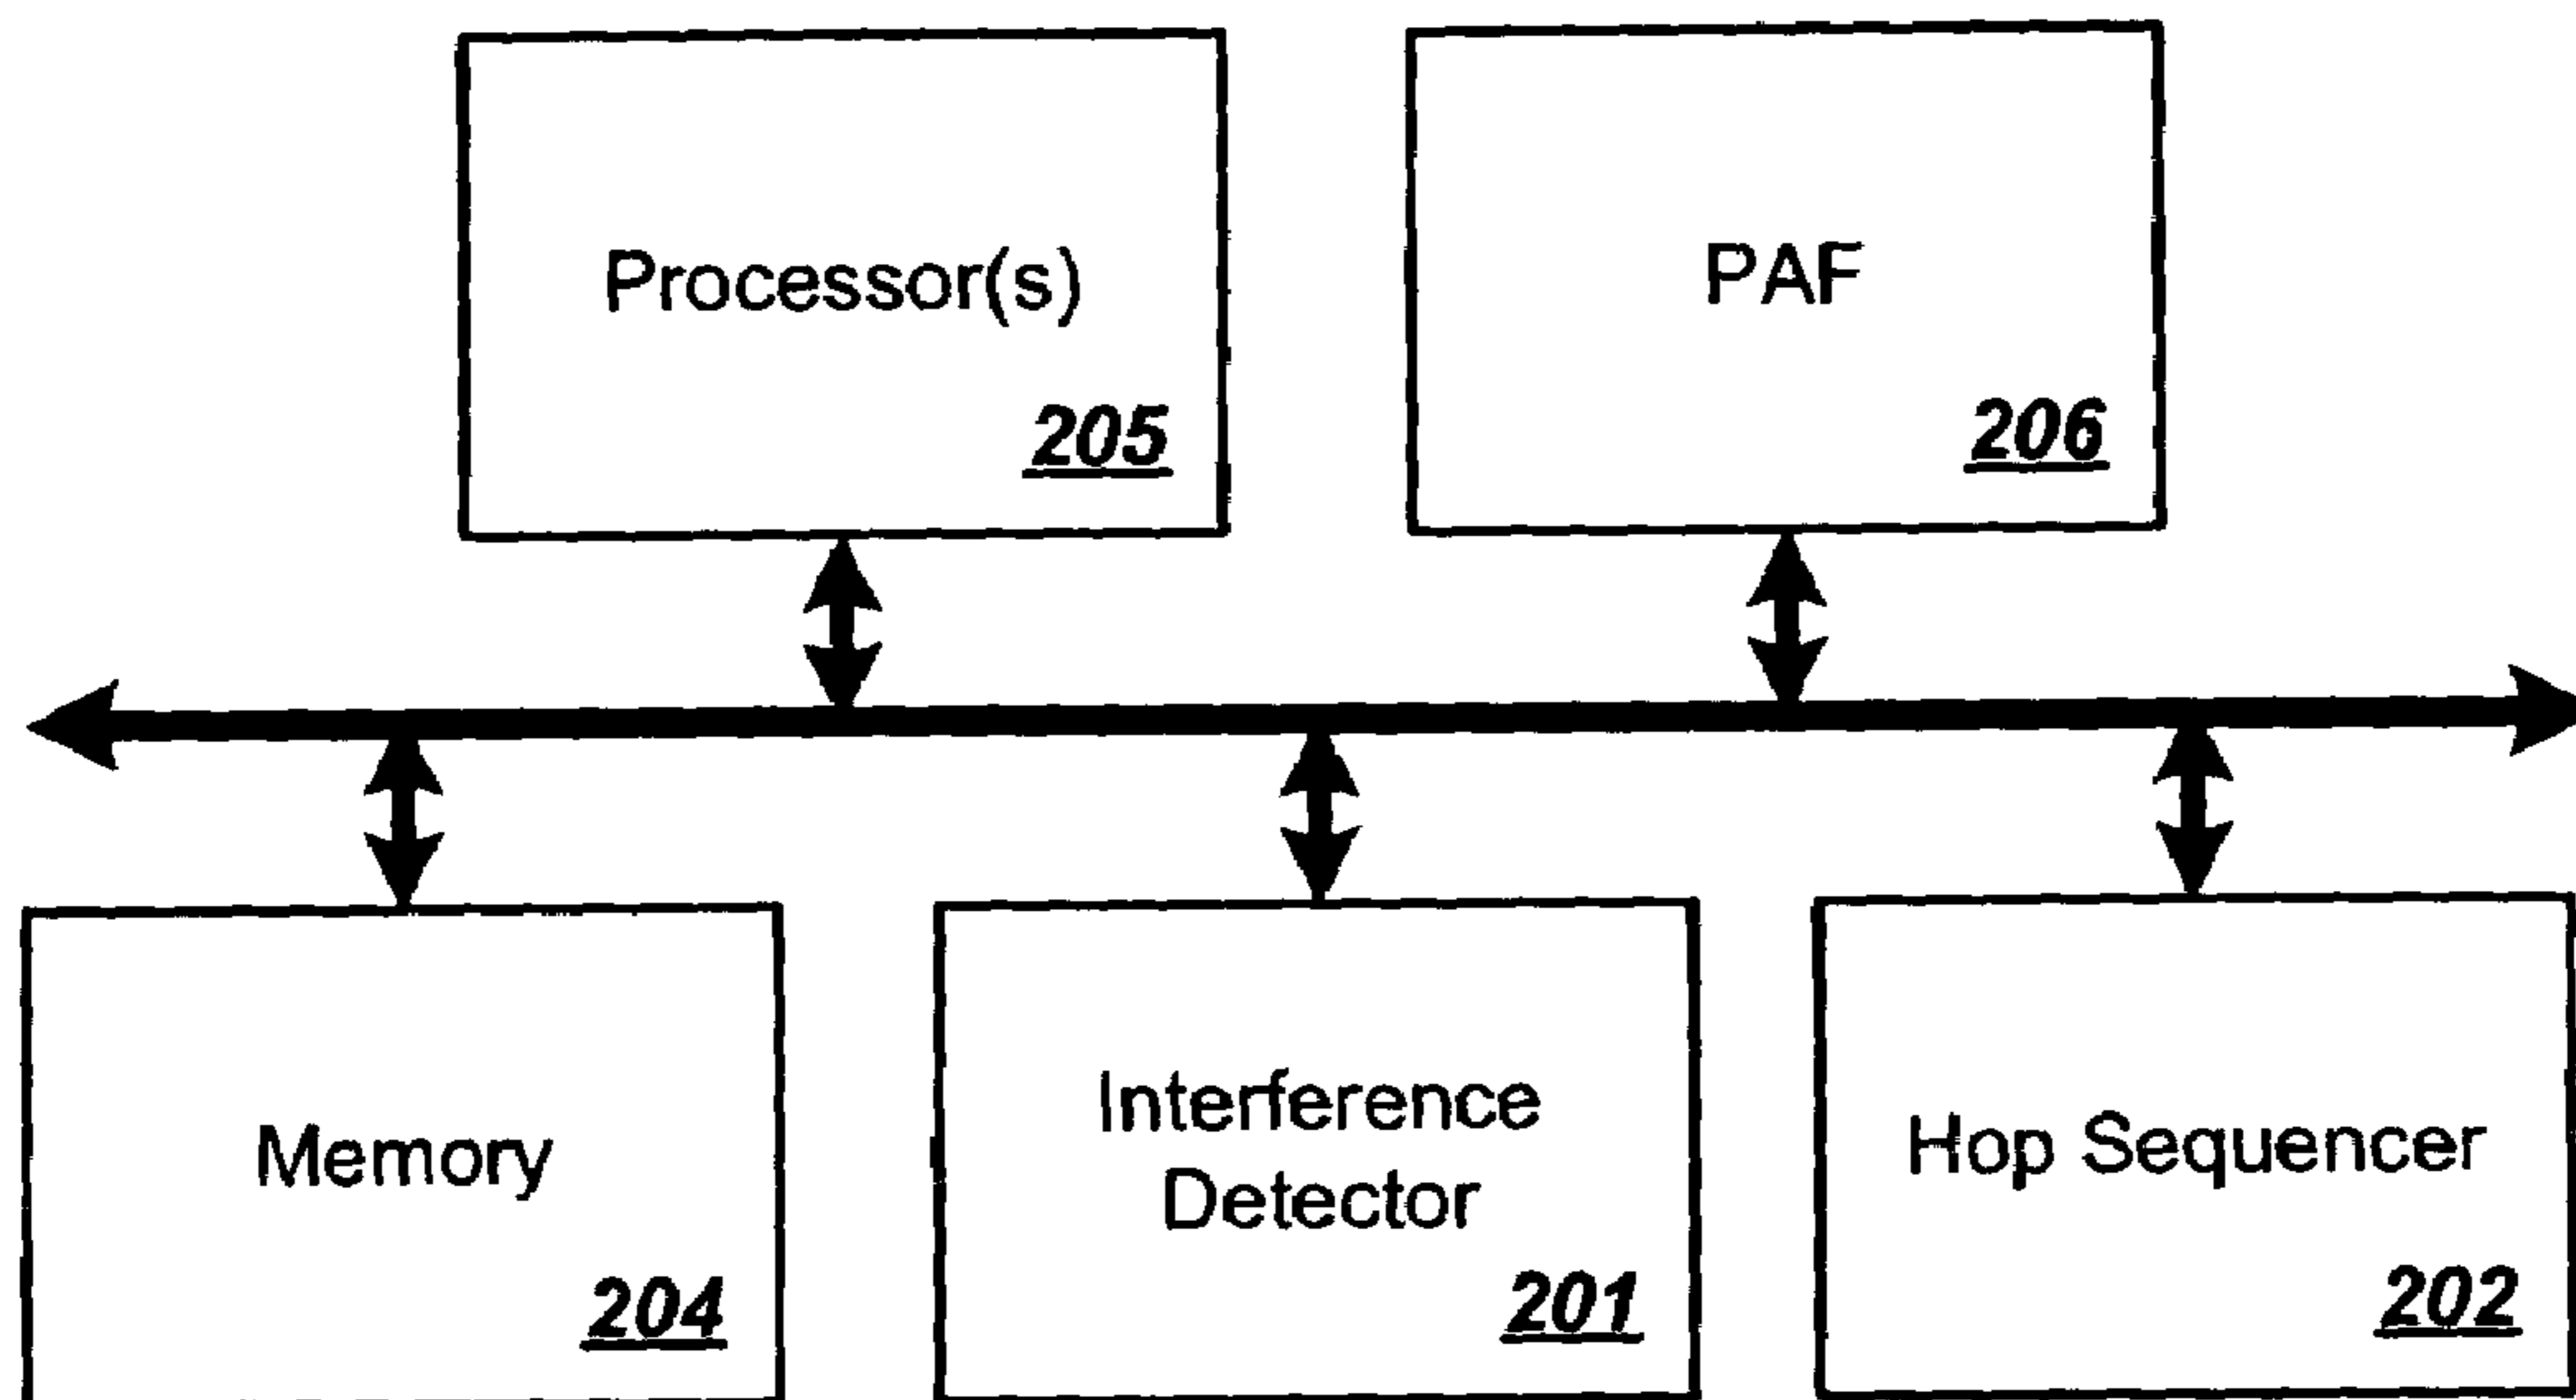 Processor(s)
205
PAF
206
Memory
204
Interference
Detector
201
Hop Sequencer
202